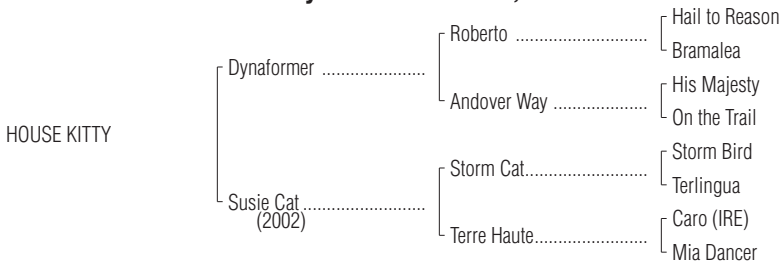 Hail to Reason
Roberto ............................
Bramalea
Dynaformer ......................
His Majesty
Andover Way ....................
On the Trail
HOUSE KITTY
Storm Bird
Storm Cat..........................
Terlingua
Susie Cat ..........................
(2002)
Caro (IRE)
Terre Haute........................
Mia Dancer